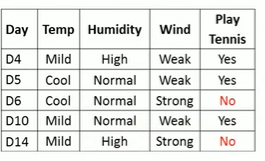 Day Temp Humidity Wind Play Tennis
D4 Mild High Weak Yes
D5 Cool Normal Weak Yes
D6 Cool Normal Strong No
D10 Mild Normal Weak Yes
D14 Mild High Strong No